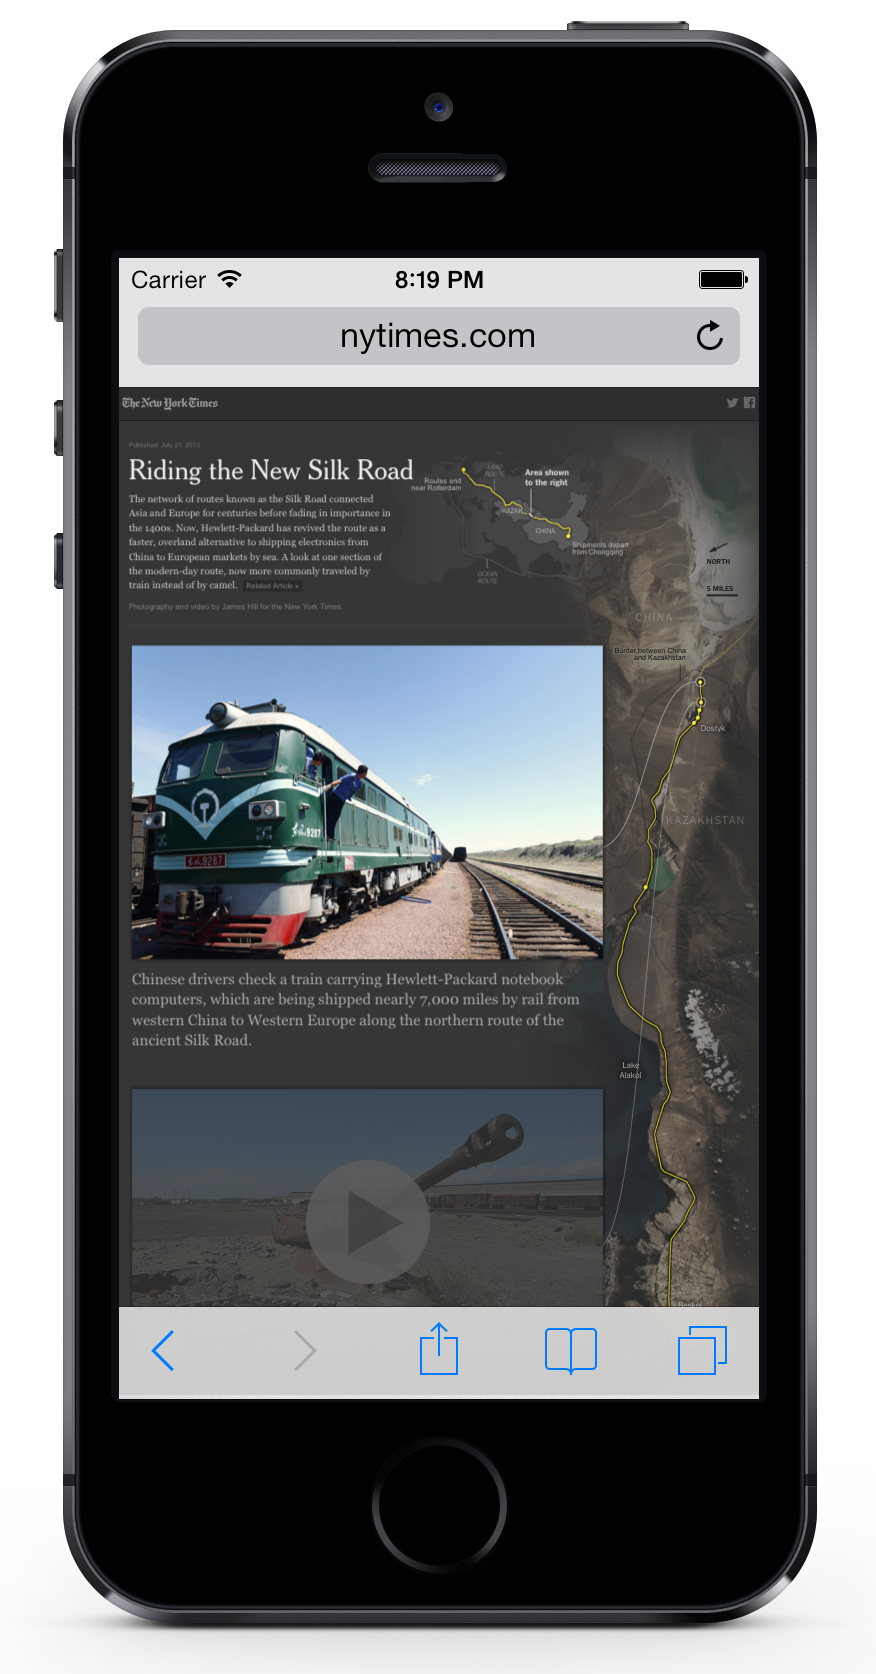 Carrier
8:19 PM
nytimes.com
The New York Times
Published: July 21, 2013
Riding the New Silk Road
The network of routes known as the Silk Road connected
Asia and Europe for centuries before fading in importance in
the 1400s. Now, Hewlett-Packard has revived the route as a
faster, overland alternative to shipping electronics from
China to European markets by sea. A look at one section of
the modern-day route, now more commonly traveled by
train instead of by camel. Related Article »
Photography and video by James Hill for the New York Times.
LAND
ROUTE
Routes end
near Rotterdam
Area shown
to the right
KAZAK.
CHINA
Shipments depart
from Chongqing
OCEAN
ROUTE
NORTH
5 MILES
CHINA
Border between China
and Kazakhstan
Dostyk
KAZAKHSTAN
9287
9287
Chinese drivers check a train carrying Hewlett-Packard notebook
computers, which are being shipped nearly 7,000 miles by rail from
western China to Western Europe along the northern route of the
ancient Silk Road.
Lake
Alakol